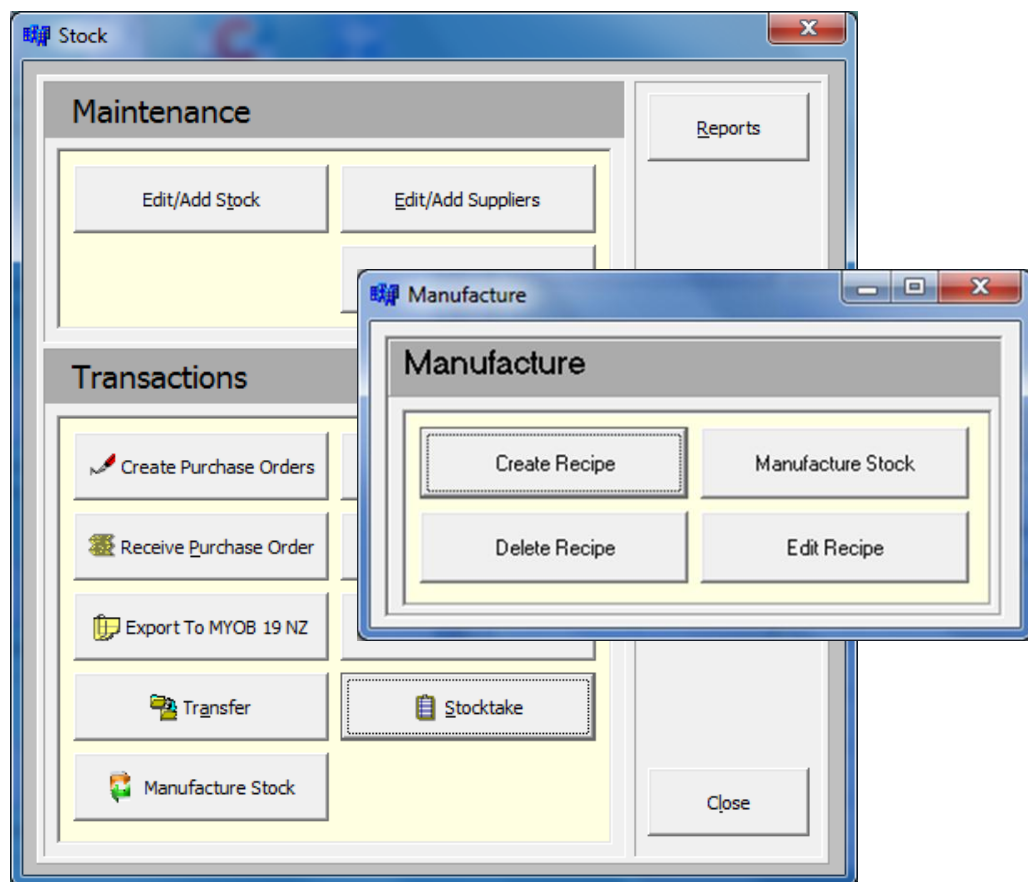 Stock
Maintenance
Reports
Edit/Add Stock
Edit/Add Suppliers
Transactions
Create Purchase Orders
Receive Purchase Order
Export To MYOB 19 NZ
Transfer
Stocktake
Manufacture Stock
Close
Manufacture
Manufacture
Create Recipe
Manufacture Stock
Delete Recipe
Edit Recipe